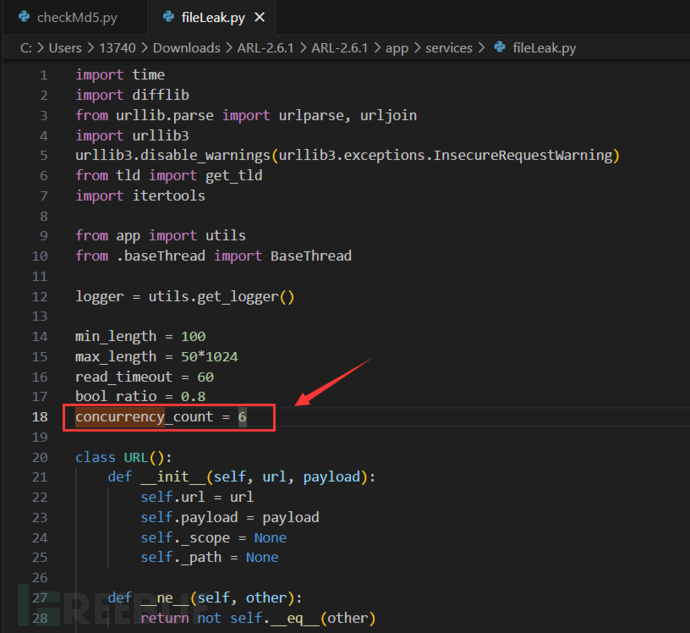 checkMd5.py fileLeak.py ×
C: > Users > 13740 > Downloads > ARL-2.6.1 > ARL-2.6.1 > app > services > fileLeak.py
1 import time
2 import difflib
3 from urllib.parse import urlparse, urljoin
4 import urllib3
5 urllib3.disable_warnings(urllib3.exceptions.InsecureRequestWarning)
6 from tld import get_tld
7 import itertools
8
9 from app import utils
10 from .baseThread import BaseThread
11
12 logger = utils.get_logger()
13
14 min_length = 100
15 max_length = 50*1024
16 read_timeout = 60
17 bool_ratio = 0.8
18 concurrency_count = 6
19
20 class URL():
21 def __init__(self, url, payload):
22 self.url = url
23 self.payload = payload
24 self._scope = None
25 self._path = None
26
27 def __ne__(self, other):
28 return not self.__eq__(other)
FREEBUF